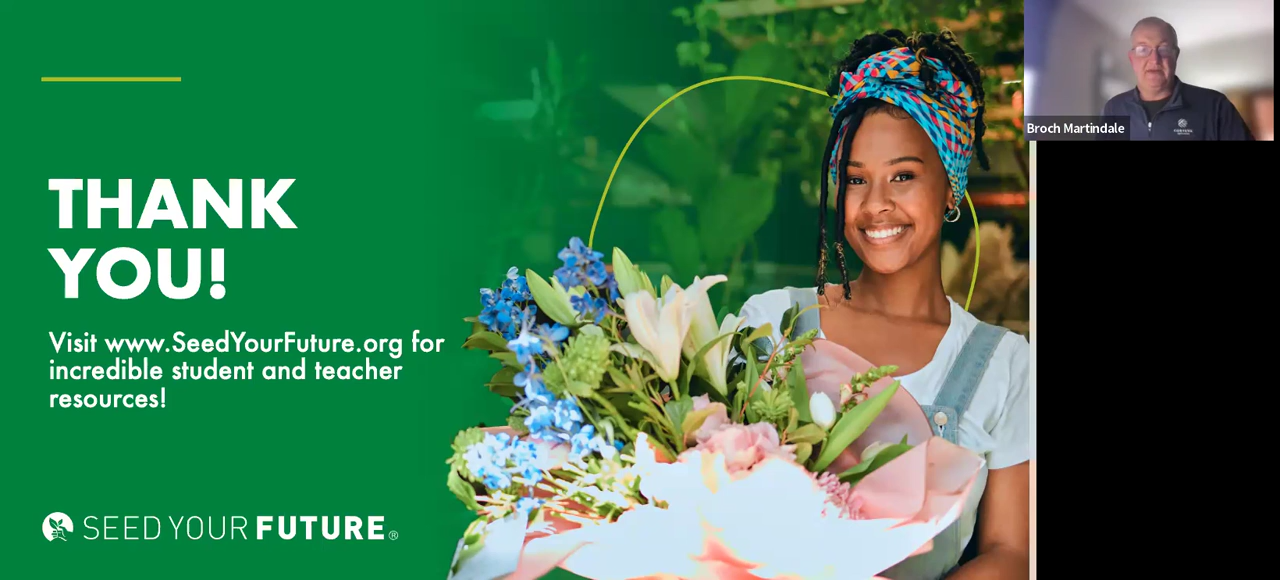 THANK
YOU!
Visit www.SeedYourFuture.org for
incredible student and teacher
resources!
SEED YOUR FUTURE®
Broch Martindale